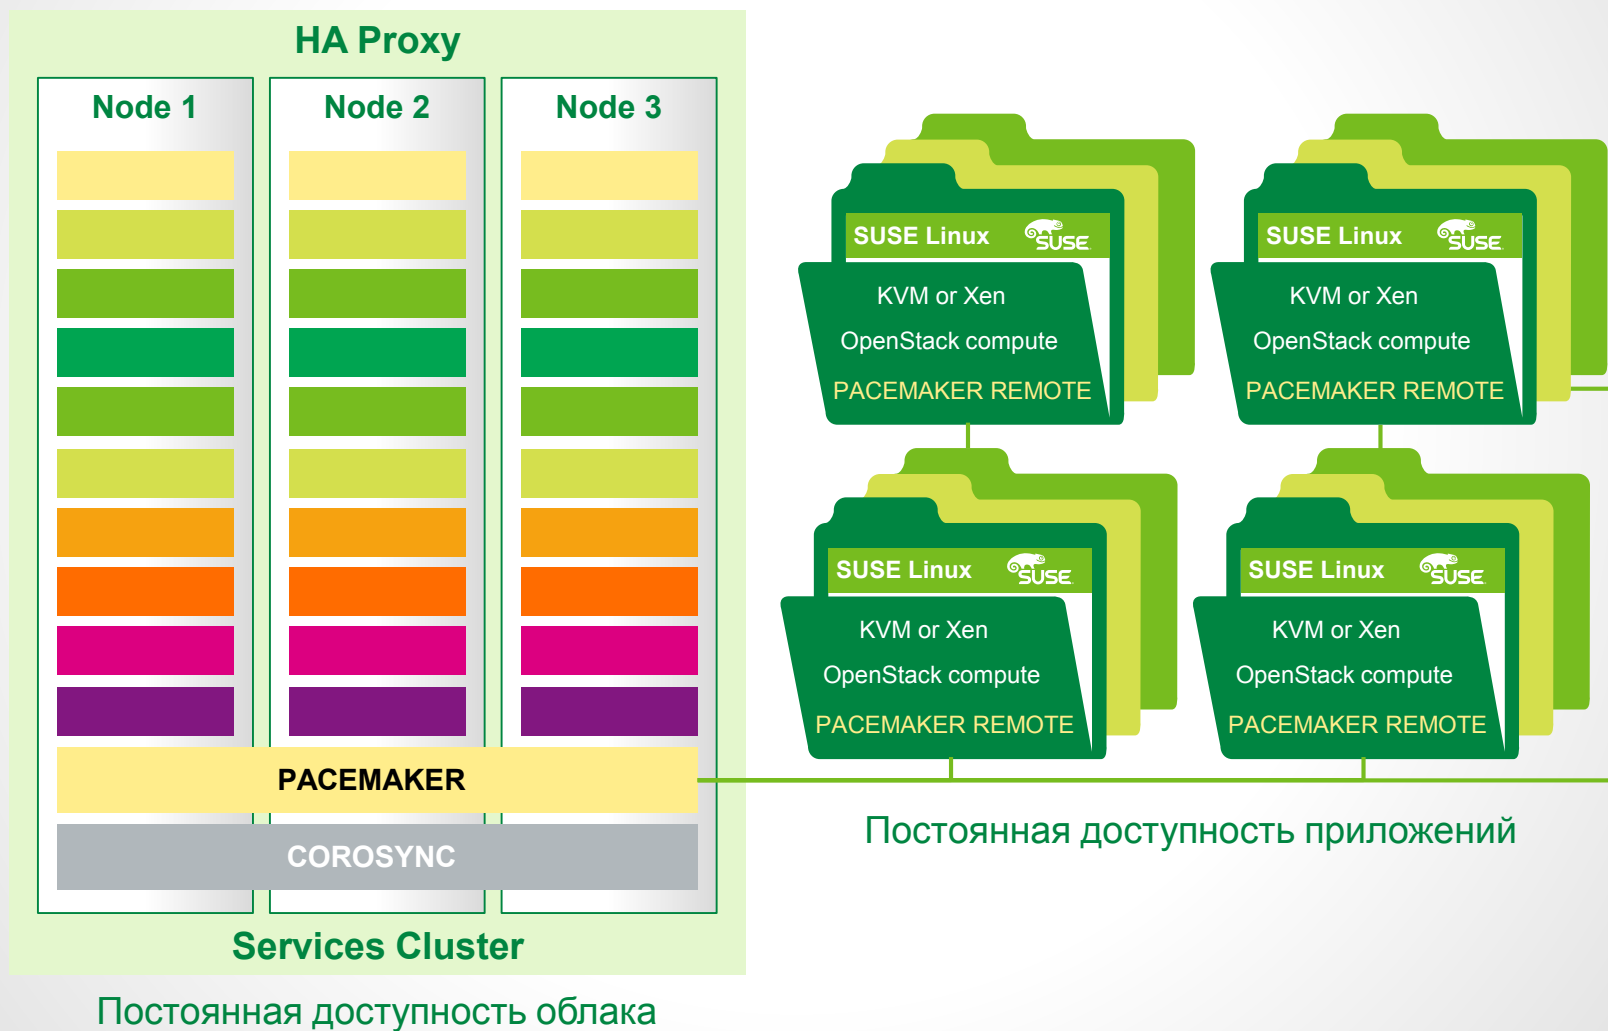 HA Proxy
Node 1
Node 2
Node 3
PACEMAKER
COROSYNC
Services Cluster
Постоянная доступность облака
SUSE Linux SUSE
KVM or Xen
OpenStack compute
PACEMAKER REMOTE
SUSE Linux SUSE
KVM or Xen
OpenStack compute
PACEMAKER REMOTE
SUSE Linux SUSE
KVM or Xen
OpenStack compute
PACEMAKER REMOTE
SUSE Linux SUSE
KVM or Xen
OpenStack compute
PACEMAKER REMOTE
Постоянная доступность приложений